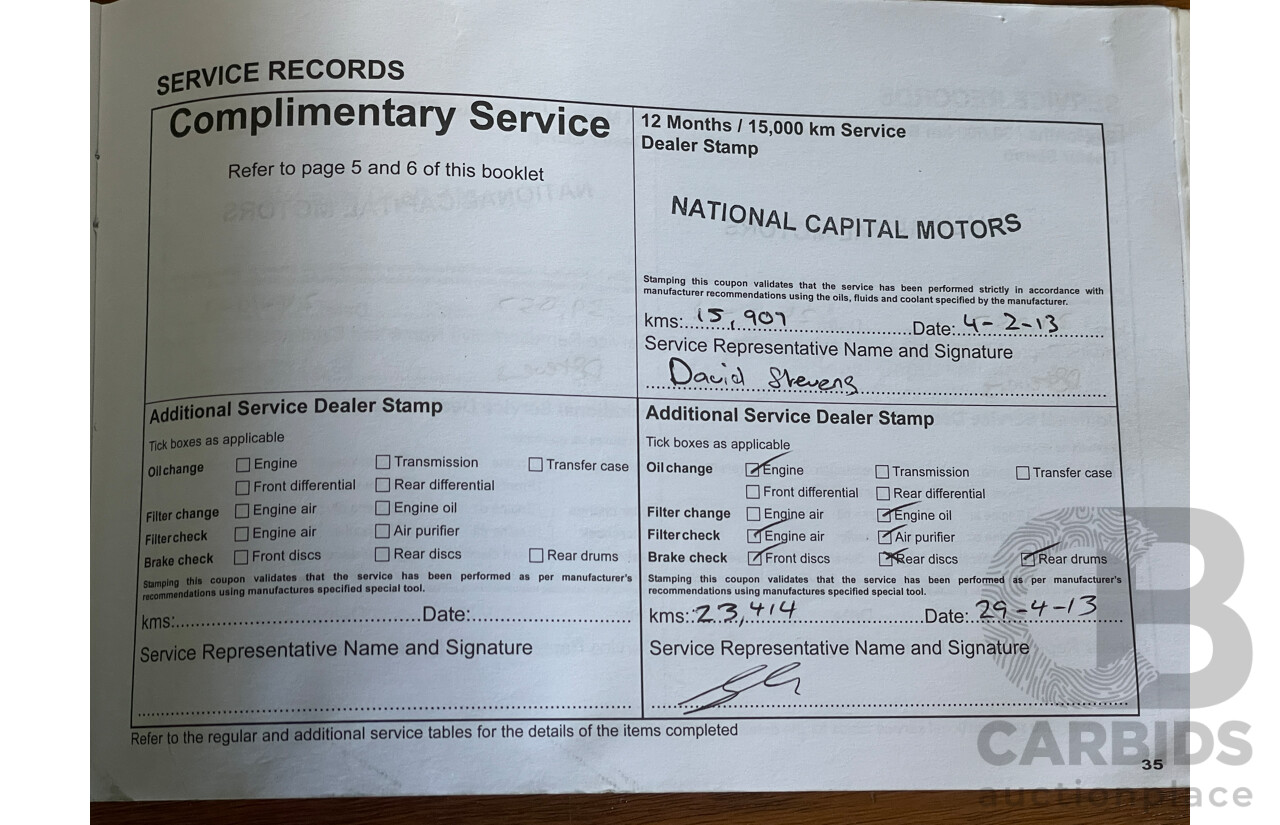 SERVICE RECORDS
Complimentary Service
Refer to page 5 and 6 of this booklet
12 Months / 15,000 km Service
Dealer Stamp
NATIONAL CAPITAL MOTORS
Stamping this coupon validates that the service has been performed strictly in accordance with
manufacturer recommendations using the oils, fluids and coolant specified by the manufacturer.
kms: 15,907 Date: 4-2-13
Service Representative Name and Signature
David Stevens
Additional Service Dealer Stamp
Tick boxes as applicable
Oil change Engine Transmission Transfer case
Front differential Rear differential
Filter change Engine air Engine oil
Filter check Engine air Air purifier
Brake check Front discs Rear discs Rear drums
Stamping this coupon validates that the service has been performed as per manufacturer's
recommendations using manufactures specified special tool.
kms: Date:
Service Representative Name and Signature
Additional Service Dealer Stamp
Tick boxes as applicable
Oil change Engine Transmission Transfer case
Front differential Rear differential
Filter change Engine air Engine oil
Filter check Engine air Air purifier
Brake check Front discs Rear discs Rear drums
Stamping this coupon validates that the service has been performed as per manufacturer's
recommendations using manufactures specified special tool.
kms: 23,414 Date: 29-4-13
Service Representative Name and Signature
Refer to the regular and additional service tables for the details of the items completed
35
CARBIDS
auctionplace